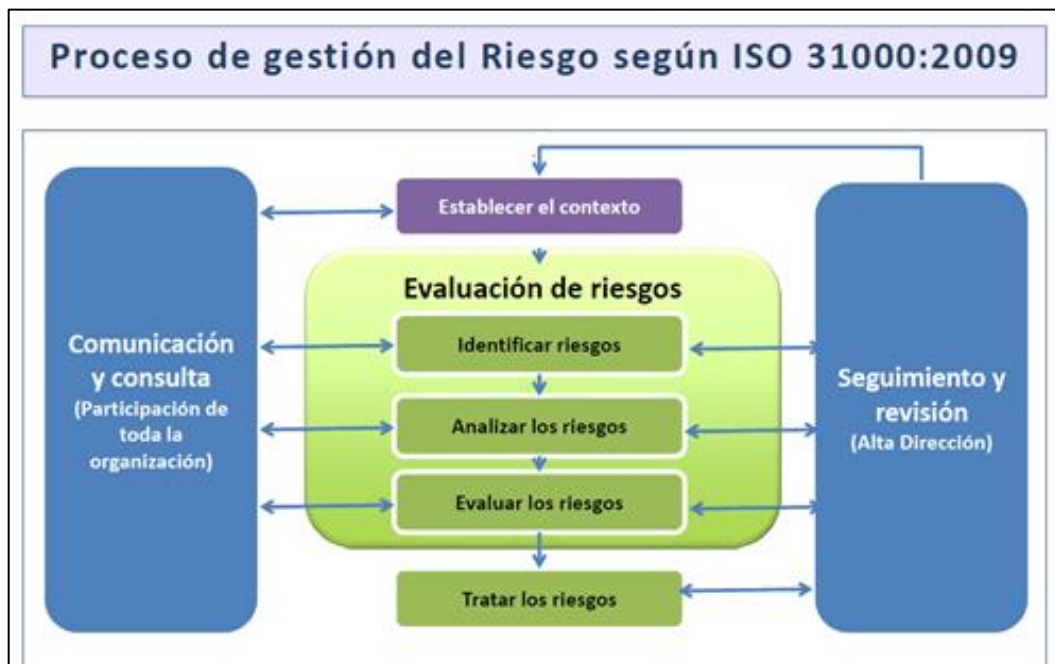 Proceso de gestión del Riesgo según ISO 31000:2009
Establecer el contexto
Evaluación de riesgos
Identificar riesgos
Analizar los riesgos
Evaluar los riesgos
Tratar los riesgos
Comunicación
y consulta
(Participación de
toda la
organización)
Seguimiento y
revisión
(Alta Dirección)